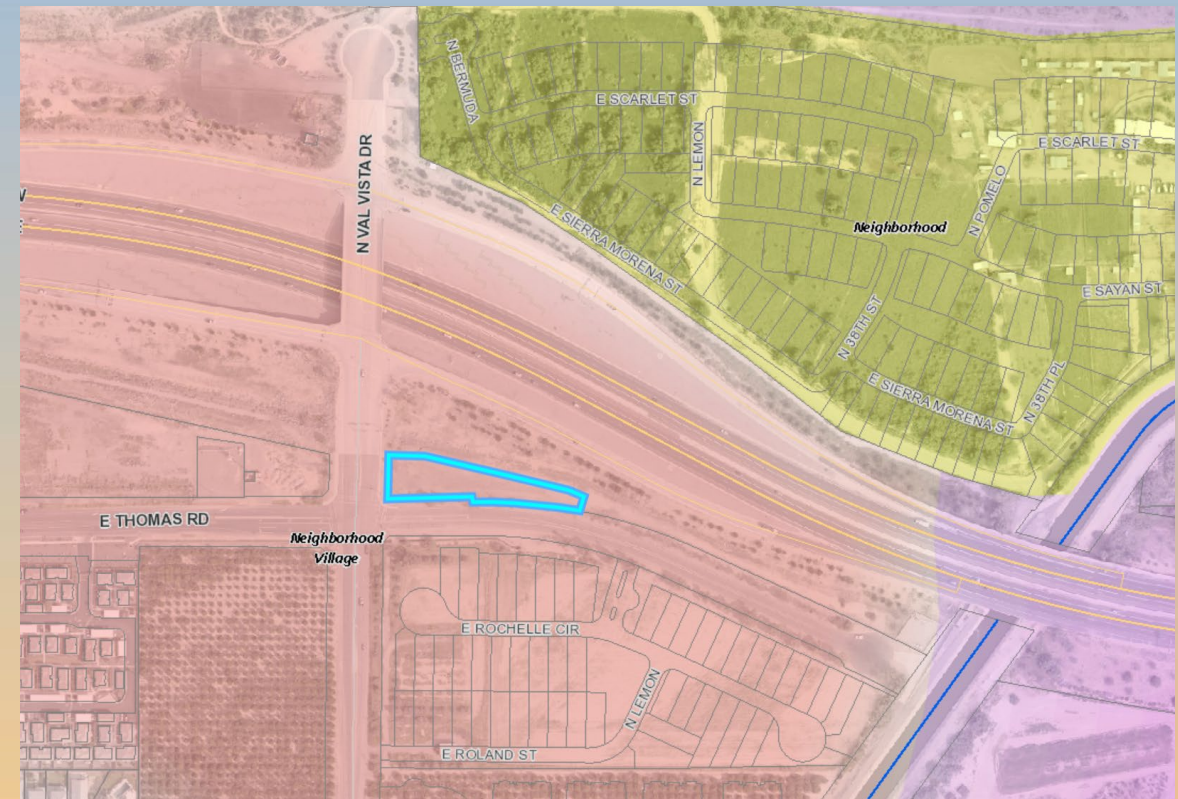 N BERMUDA
E SCARLET ST
N VAL VISTA DR
N LEMON
E SCARLET ST
N POMELO
E SIERRA MORENA ST
Neighborhood
E SAYAN ST
N 38TH ST
N 38TH PL
E SIERRA MORENA ST
E THOMAS RD
Neighborhood
Village
E ROCHELLE CIR
N LEMON
E ROLAND ST